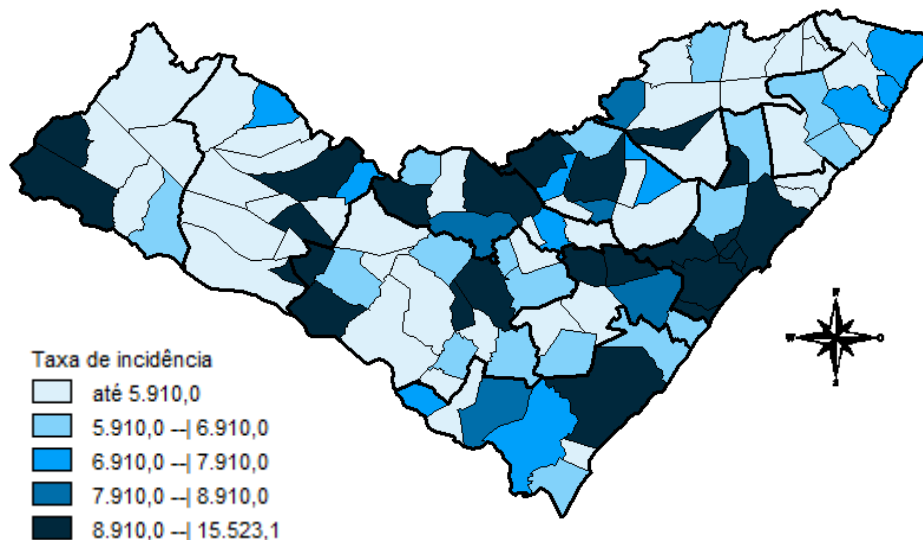 Taxa de incidência
até 5.910,0
5.910,0 --| 6.910,0
6.910,0 --| 7.910,0
7.910,0 --| 8.910,0
8.910,0 --| 15.523,1